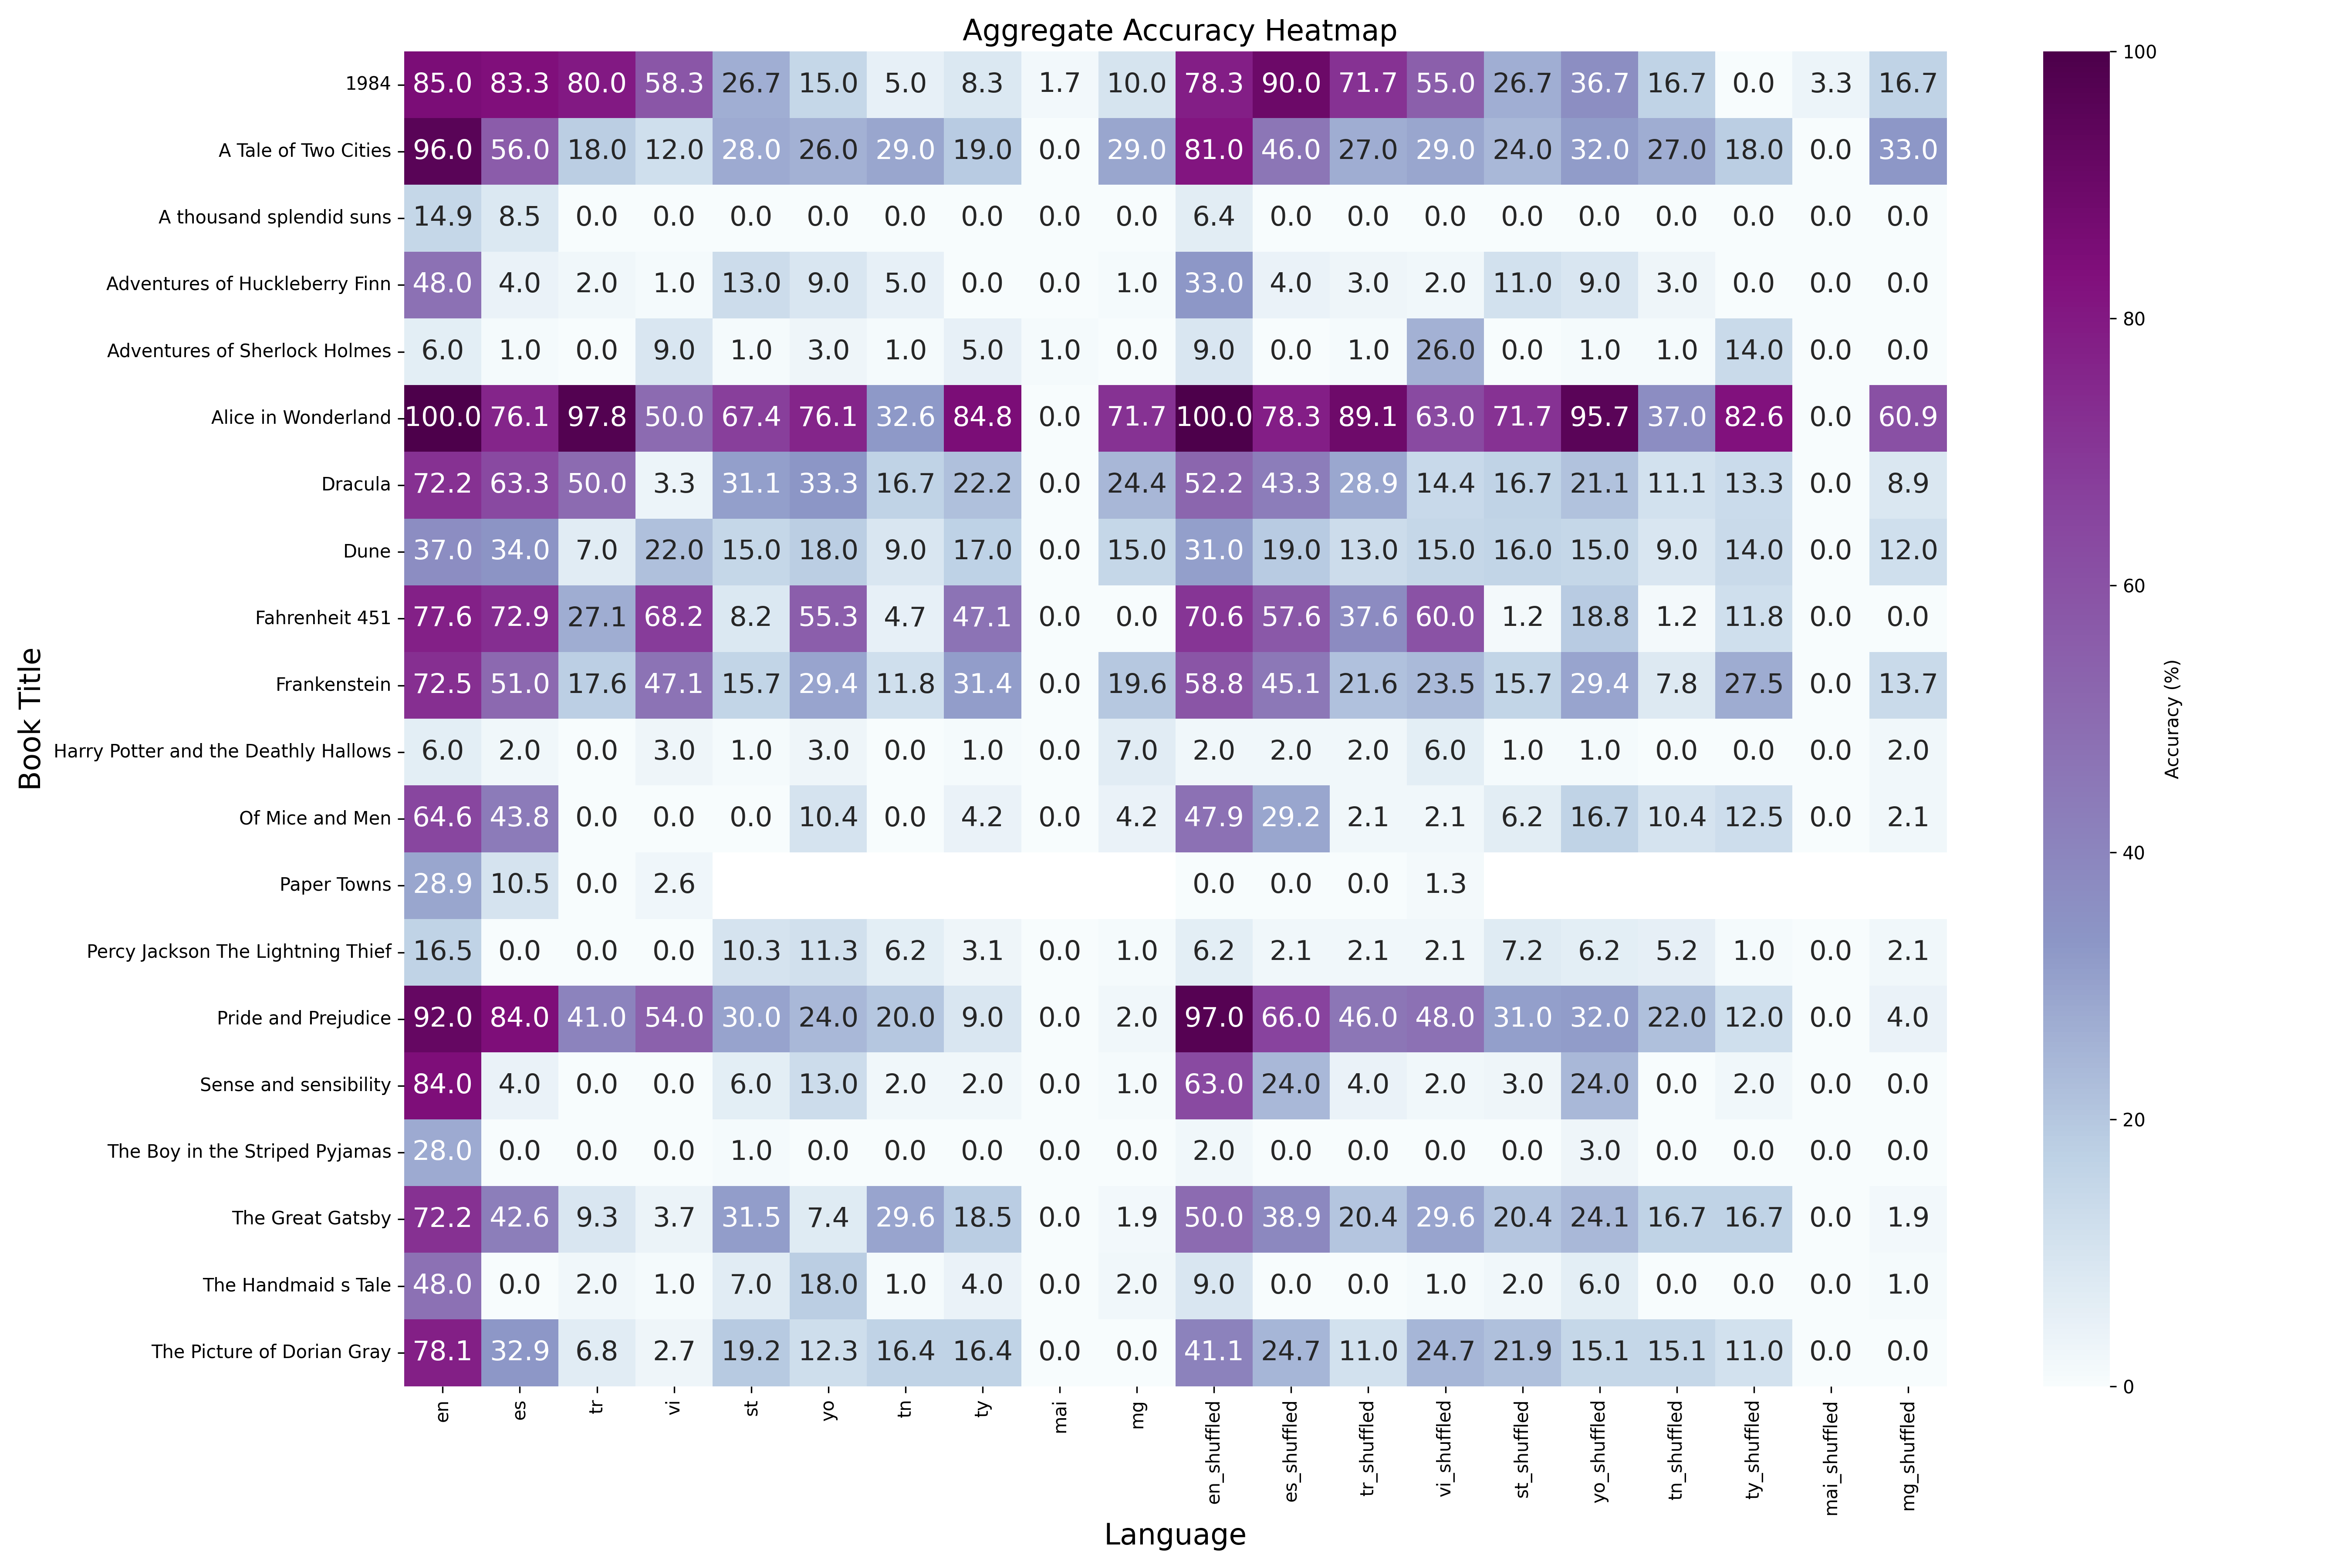 Aggregate Accuracy Heatmap
Book Title
1984 85.0 83.3 80.0 58.3 26.7 15.0 5.0 8.3 1.7 10.0 78.3 90.0 71.7 55.0 26.7 36.7 16.7 0.0 3.3 16.7
A Tale of Two Cities 96.0 56.0 18.0 12.0 28.0 26.0 29.0 19.0 0.0 29.0 81.0 46.0 27.0 29.0 24.0 32.0 27.0 18.0 0.0 33.0
A thousand splendid suns 14.9 8.5 0.0 0.0 0.0 0.0 0.0 0.0 0.0 0.0 6.4 0.0 0.0 0.0 0.0 0.0 0.0 0.0 0.0 0.0
Adventures of Huckleberry Finn 48.0 4.0 2.0 1.0 13.0 9.0 5.0 0.0 0.0 1.0 33.0 4.0 3.0 2.0 11.0 9.0 3.0 0.0 0.0 0.0
Adventures of Sherlock Holmes 6.0 1.0 0.0 9.0 1.0 3.0 1.0 5.0 1.0 0.0 9.0 0.0 1.0 26.0 0.0 1.0 1.0 14.0 0.0 0.0
Alice in Wonderland 100.0 76.1 97.8 50.0 67.4 76.1 32.6 84.8 0.0 71.7 100.0 78.3 89.1 63.0 71.7 95.7 37.0 82.6 0.0 60.9
Dracula 72.2 63.3 50.0 3.3 31.1 33.3 16.7 22.2 0.0 24.4 52.2 43.3 28.9 14.4 16.7 21.1 11.1 13.3 0.0 8.9
Dune 37.0 34.0 7.0 22.0 15.0 18.0 9.0 17.0 0.0 15.0 31.0 19.0 13.0 15.0 16.0 15.0 9.0 14.0 0.0 12.0
Fahrenheit 451 77.6 72.9 27.1 68.2 8.2 55.3 4.7 47.1 0.0 0.0 70.6 57.6 37.6 60.0 1.2 18.8 1.2 11.8 0.0 0.0
Frankenstein 72.5 51.0 17.6 47.1 15.7 29.4 11.8 31.4 0.0 19.6 58.8 45.1 21.6 23.5 15.7 29.4 7.8 27.5 0.0 13.7
Harry Potter and the Deathly Hallows 6.0 2.0 0.0 3.0 1.0 3.0 0.0 1.0 0.0 7.0 2.0 2.0 2.0 6.0 1.0 1.0 0.0 0.0 0.0 2.0
Of Mice and Men 64.6 43.8 0.0 0.0 0.0 10.4 0.0 4.2 0.0 4.2 47.9 29.2 2.1 2.1 6.2 16.7 10.4 12.5 0.0 2.1
Paper Towns 28.9 10.5 0.0 2.6 0.0 0.0 0.0 1.3
Percy Jackson The Lightning Thief 16.5 0.0 0.0 0.0 10.3 11.3 6.2 3.1 0.0 1.0 6.2 2.1 2.1 2.1 7.2 6.2 5.2 1.0 0.0 2.1
Pride and Prejudice 92.0 84.0 41.0 54.0 30.0 24.0 20.0 9.0 0.0 2.0 97.0 66.0 46.0 48.0 31.0 32.0 22.0 12.0 0.0 4.0
Sense and sensibility 84.0 4.0 0.0 0.0 6.0 13.0 2.0 2.0 0.0 1.0 63.0 24.0 4.0 2.0 3.0 24.0 0.0 2.0 0.0 0.0
The Boy in the Striped Pyjamas 28.0 0.0 0.0 0.0 1.0 0.0 0.0 0.0 0.0 0.0 2.0 0.0 0.0 0.0 0.0 3.0 0.0 0.0 0.0 0.0
The Great Gatsby 72.2 42.6 9.3 3.7 31.5 7.4 29.6 18.5 0.0 1.9 50.0 38.9 20.4 29.6 20.4 24.1 16.7 16.7 0.0 1.9
The Handmaid s Tale 48.0 0.0 2.0 1.0 7.0 18.0 1.0 4.0 0.0 2.0 9.0 0.0 0.0 1.0 2.0 6.0 0.0 0.0 0.0 1.0
The Picture of Dorian Gray 78.1 32.9 6.8 2.7 19.2 12.3 16.4 16.4 0.0 0.0 41.1 24.7 11.0 24.7 21.9 15.1 15.1 11.0 0.0 0.0
en es tr vi st yo tn ty mai mg en_shuffled es_shuffled tr_shuffled vi_shuffled st_shuffled yo_shuffled tn_shuffled ty_shuffled mai_shuffled mg_shuffled
Language
100
80
60
40
20
0
Accuracy (%)